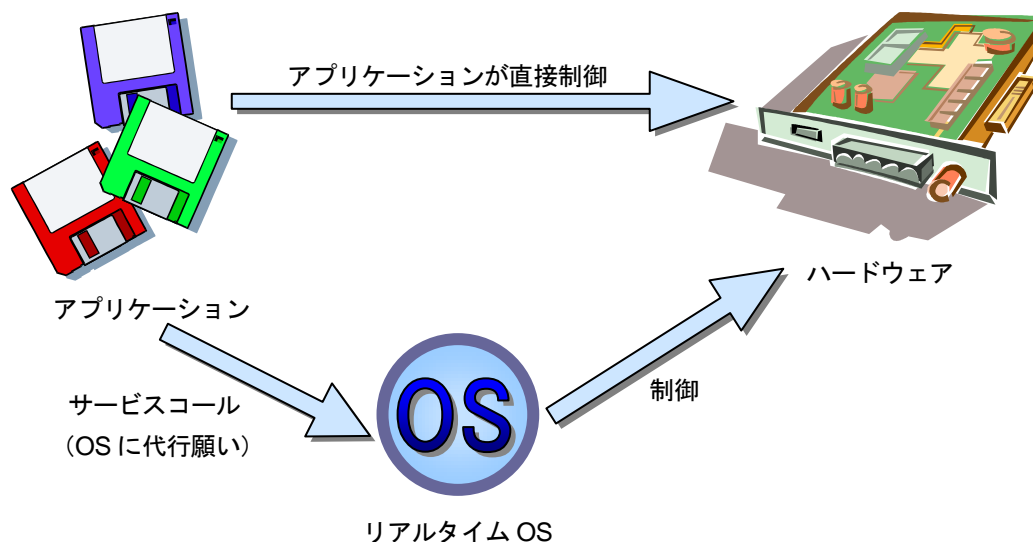 アプリケーションが直接制御
ハードウェア
アプリケーション
サービスコール
（OS に代行願い）
OS
制御
リアルタイム OS